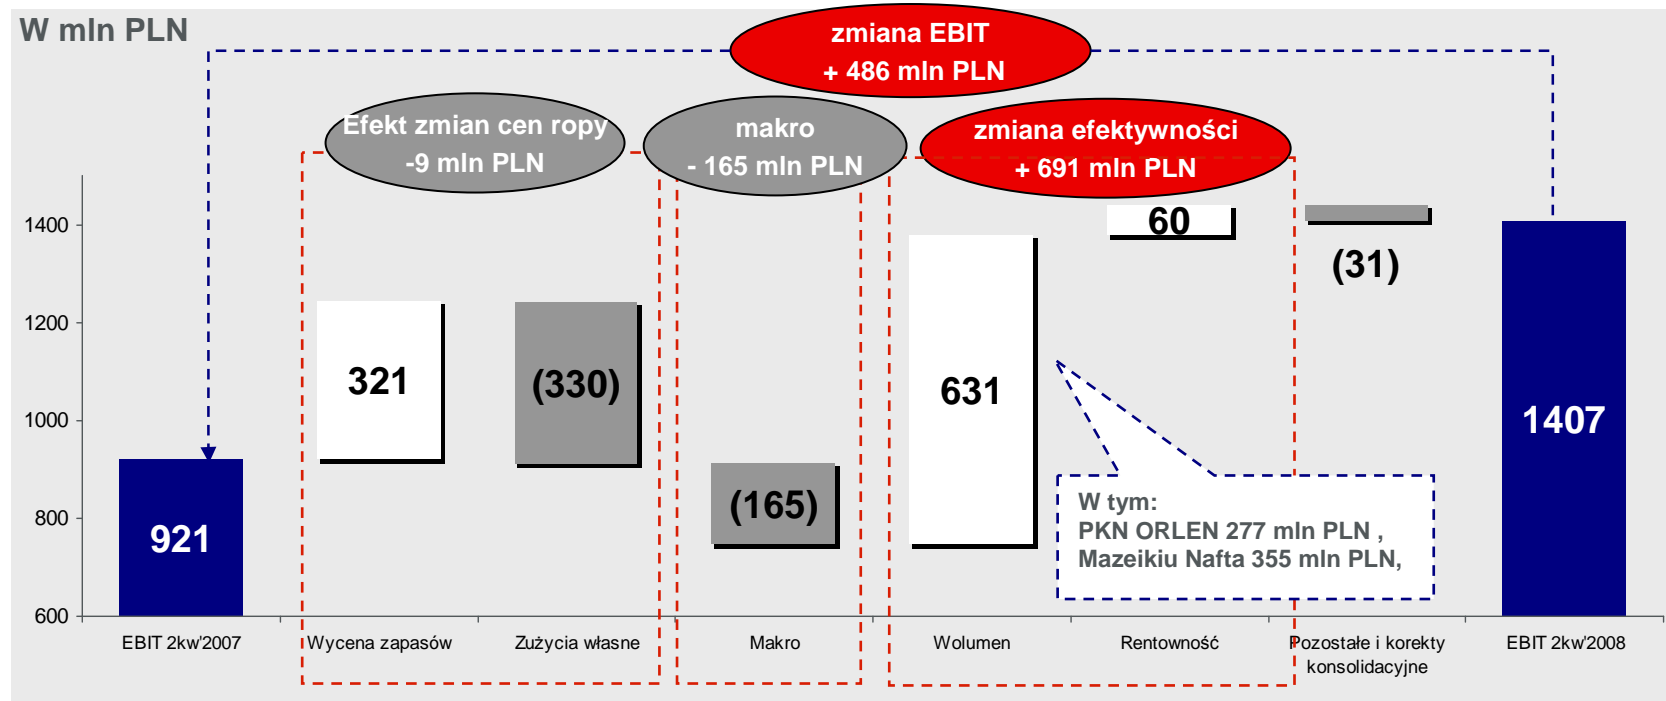 W mln PLN
zmiana EBIT
+ 486 mln PLN
Efekt zmian cen ropy
-9 mln PLN
makro
- 165 mln PLN
zmiana efektywności
+ 691 mln PLN
1400
1200
1000
800
600
921
321
(330)
(165)
631
60
(31)
1407
W tym:
PKN ORLEN 277 mln PLN ,
Mazeikiu Nafta 355 mln PLN,
EBIT 2kw'2007
Wycena zapasów
Zużycia własne
Makro
Wolumen
Rentowność
Pozostałe i korekty
konsolidacyjne
EBIT 2kw'2008